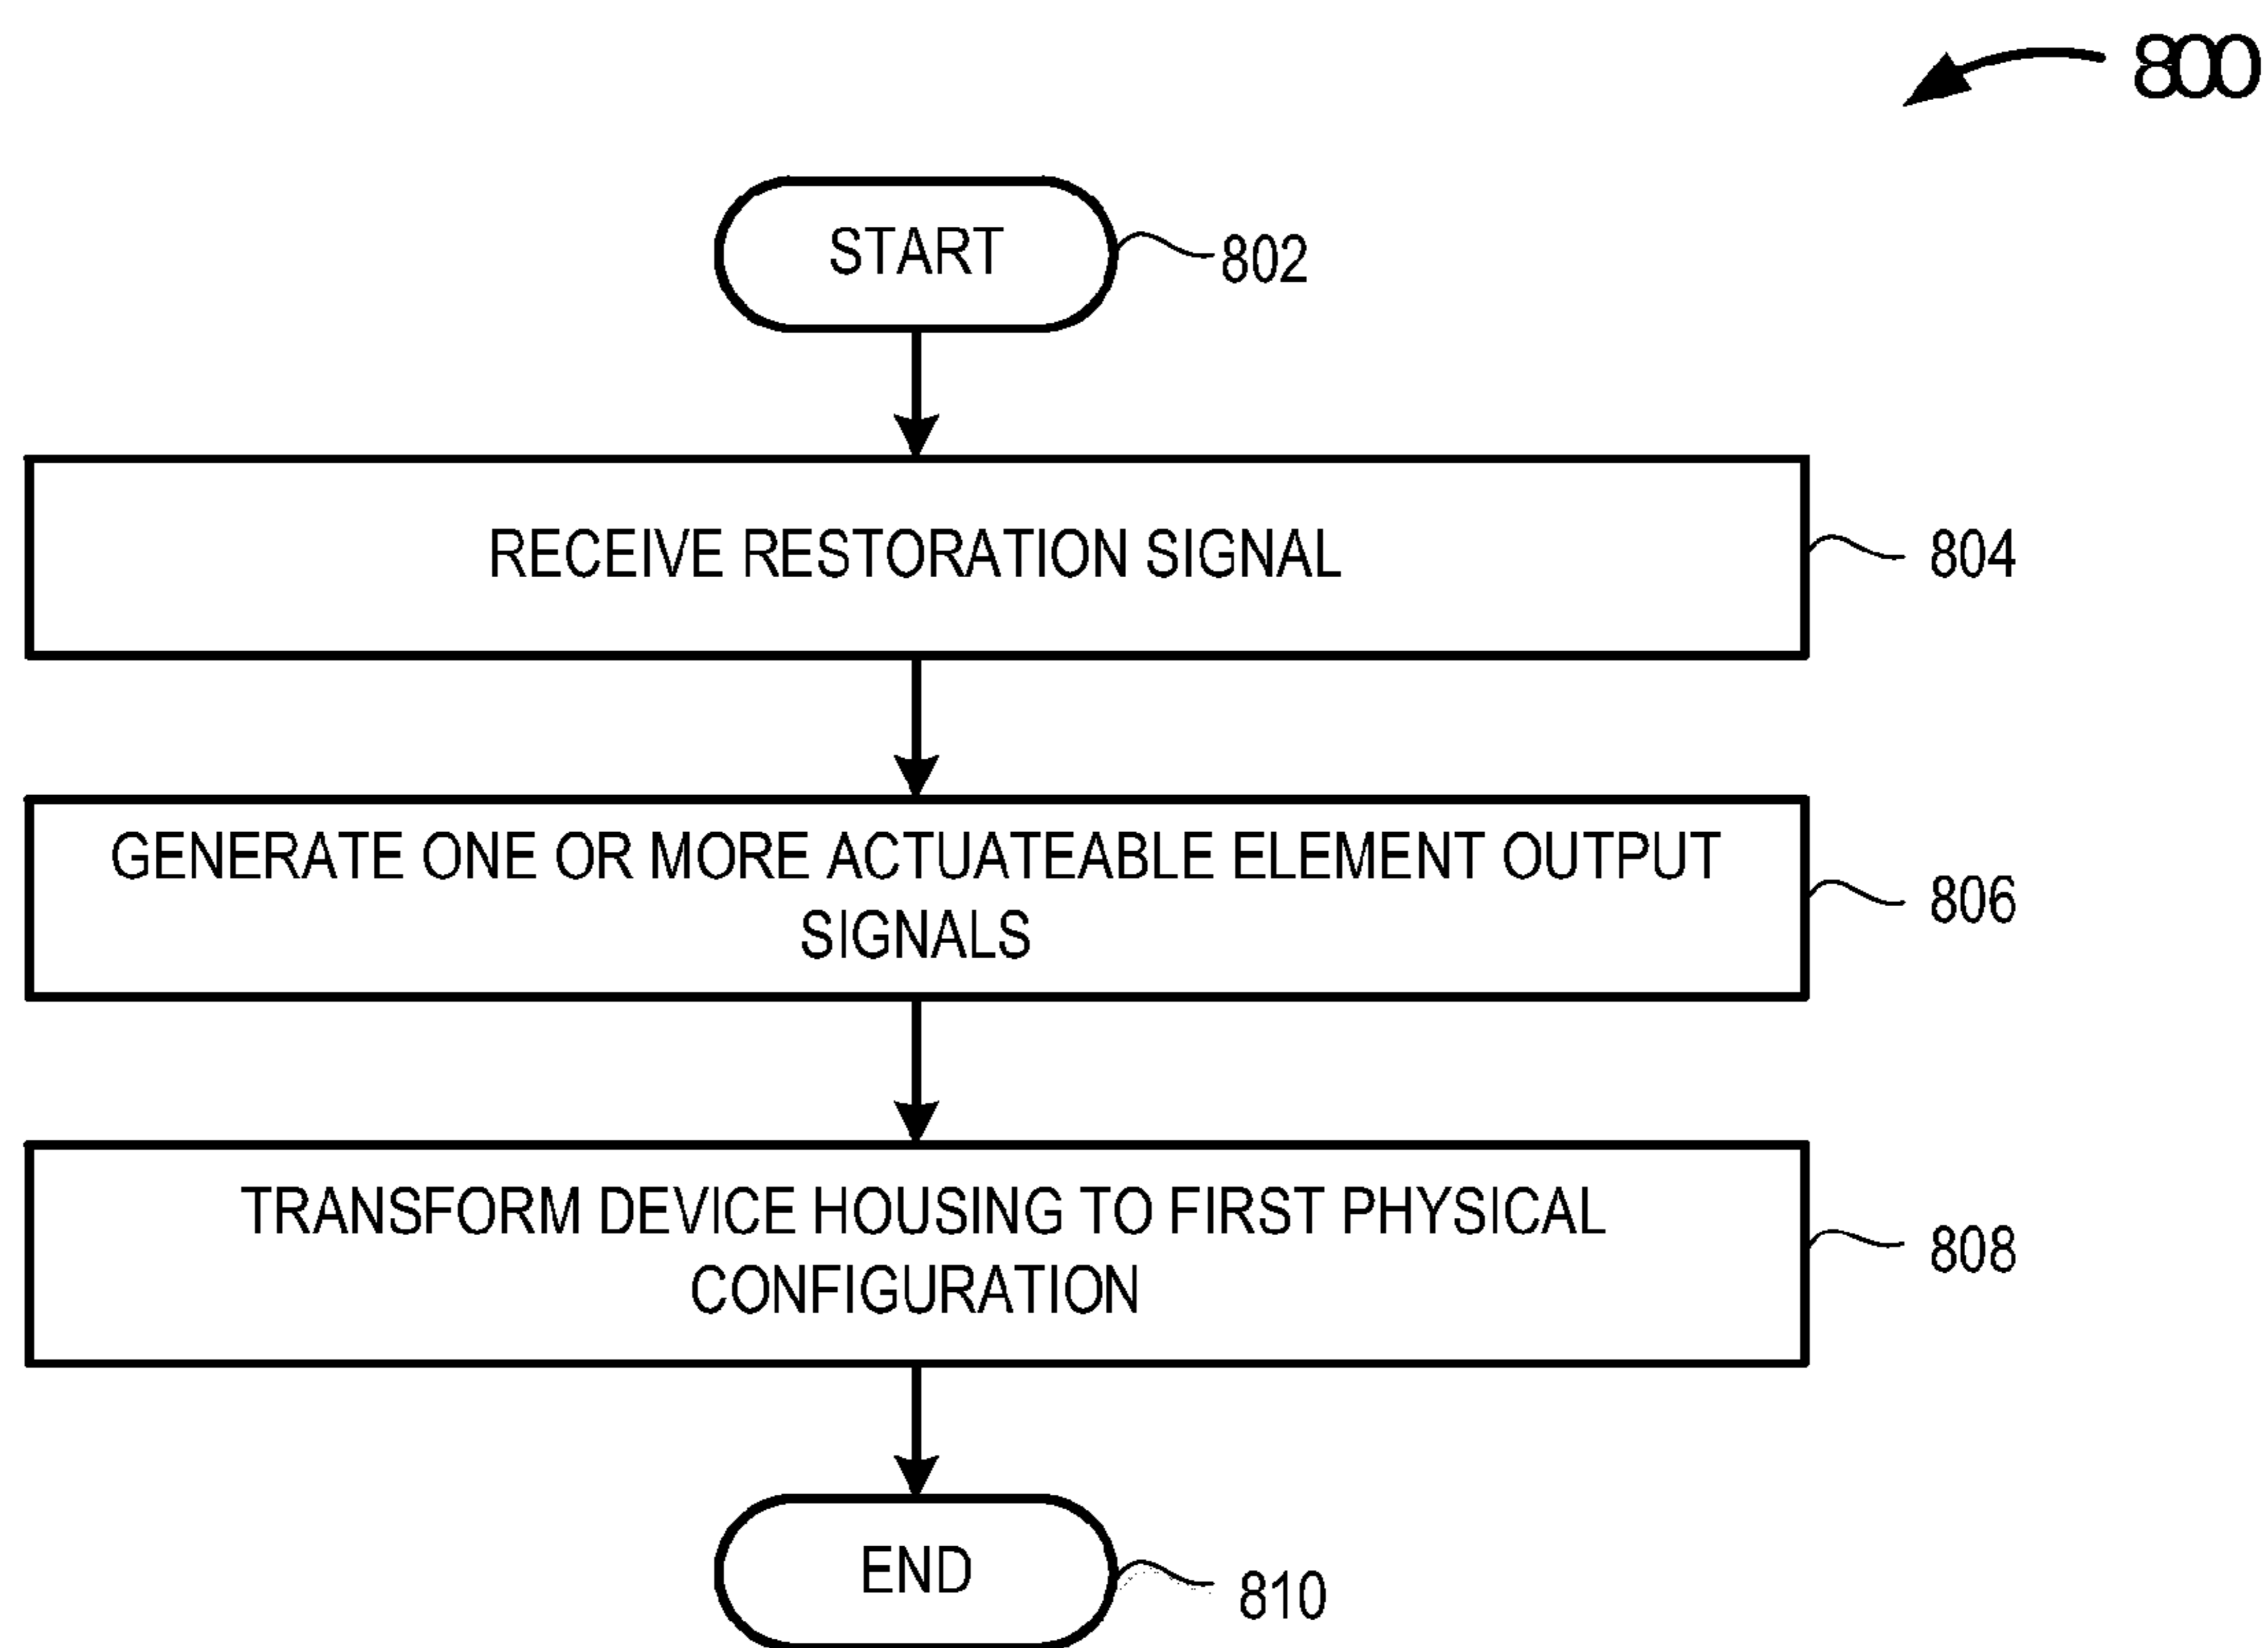 800
START
802
RECEIVE RESTORATION SIGNAL
804
GENERATE ONE OR MORE ACTUATEABLE ELEMENT OUTPUT
SIGNALS
806
TRANSFORM DEVICE HOUSING TO FIRST PHYSICAL
CONFIGURATION
808
END
810